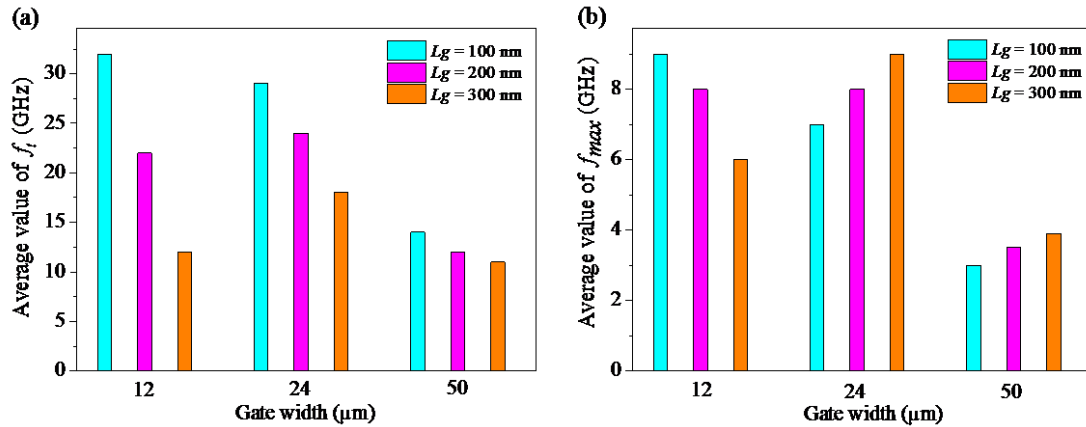 (a)
Average value of f_t (GHz)
30
25
20
15
10
5
0
Lg = 100 nm
Lg = 200 nm
Lg = 300 nm
12 24 50
Gate width (µm)
(b)
Average value of f_max (GHz)
8
6
4
2
0
Lg = 100 nm
Lg = 200 nm
Lg = 300 nm
12 24 50
Gate width (µm)